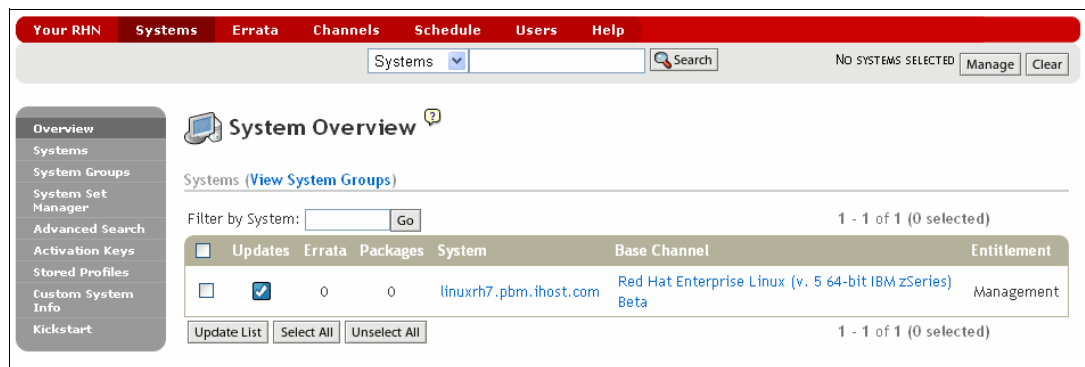 Your RHN Systems Errata Channels Schedule Users Help
Systems Search No SYSTEMS SELECTED Manage Clear
Overview
Systems
System Groups
System Set
Manager
Advanced Search
Activation Keys
Stored Profiles
Custom System
Info
Kickstart
System Overview ?
Systems (View System Groups)
Filter by System: Go 1 - 1 of 1 (0 selected)
Updates Errata Packages System Base Channel Entitlement
0 0 linuxrh7.pbm.ihost.com Red Hat Enterprise Linux (v. 5 64-bit IBM zSeries)
Beta Management
Update List Select All Unselect All 1 - 1 of 1 (0 selected)